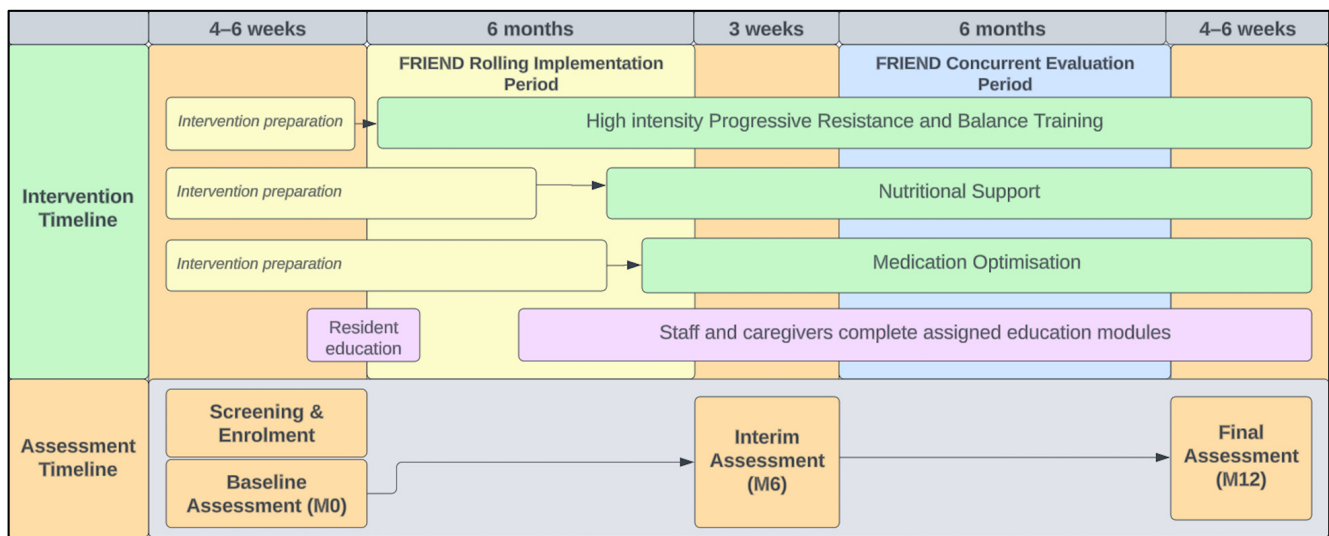 4–6 weeks
6 months
3 weeks
6 months
4–6 weeks
FRIEND Rolling Implementation
Period
FRIEND Concurrent Evaluation
Period
Intervention
Timeline
Intervention preparation
High intensity Progressive Resistance and Balance Training
Intervention preparation
Nutritional Support
Intervention preparation
Medication Optimisation
Resident
education
Staff and caregivers complete assigned education modules
Assessment
Timeline
Screening &
Enrolment
Baseline
Assessment (M0)
Interim
Assessment
(M6)
Final
Assessment
(M12)